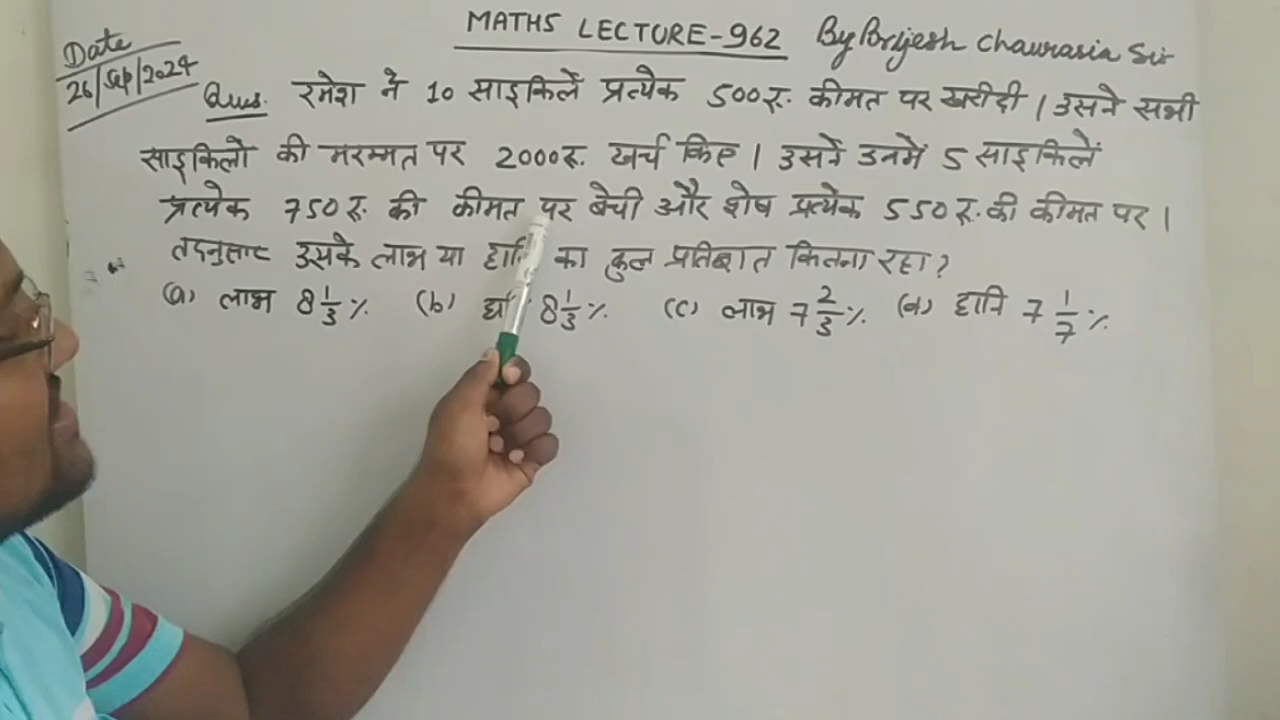 MATHS LECTURE-962 By Brijesh Chaurasia Sir
Date
26/Sep/2024
Ques. रमेश ने 10 साइकिलें प्रत्येक 500रू. कीमत पर खरीदी । उसने सभी
साइकिलो की मरम्मत पर 2000रू. खर्च किए । उसने उनमें 5 साइकिलें
प्रत्येक 750रू. की कीमत पर बेची और शेष प्रत्येक 550रू. की कीमत पर ।
तदनुसार उसके लाभ या का कुल प्रतिशत कितना रहा ?
(a) लाभ 8 1/3 % (b) 8 1/3 % (c) लाभ 7 2/3 % (d) हानि 7 1/7 %